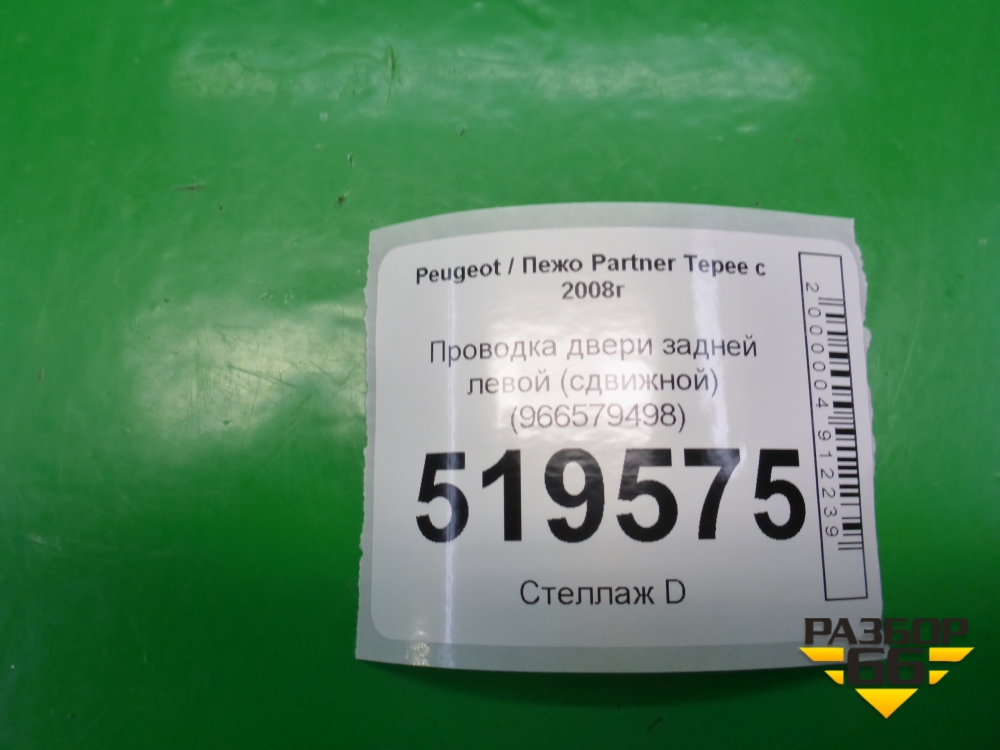 Peugeot / Пежо Partner Tepee с
2008г
Проводка двери задней
левой (сдвижной)
(966579498)
519575
Стеллаж D
2000004912239
РАЗБОР
66